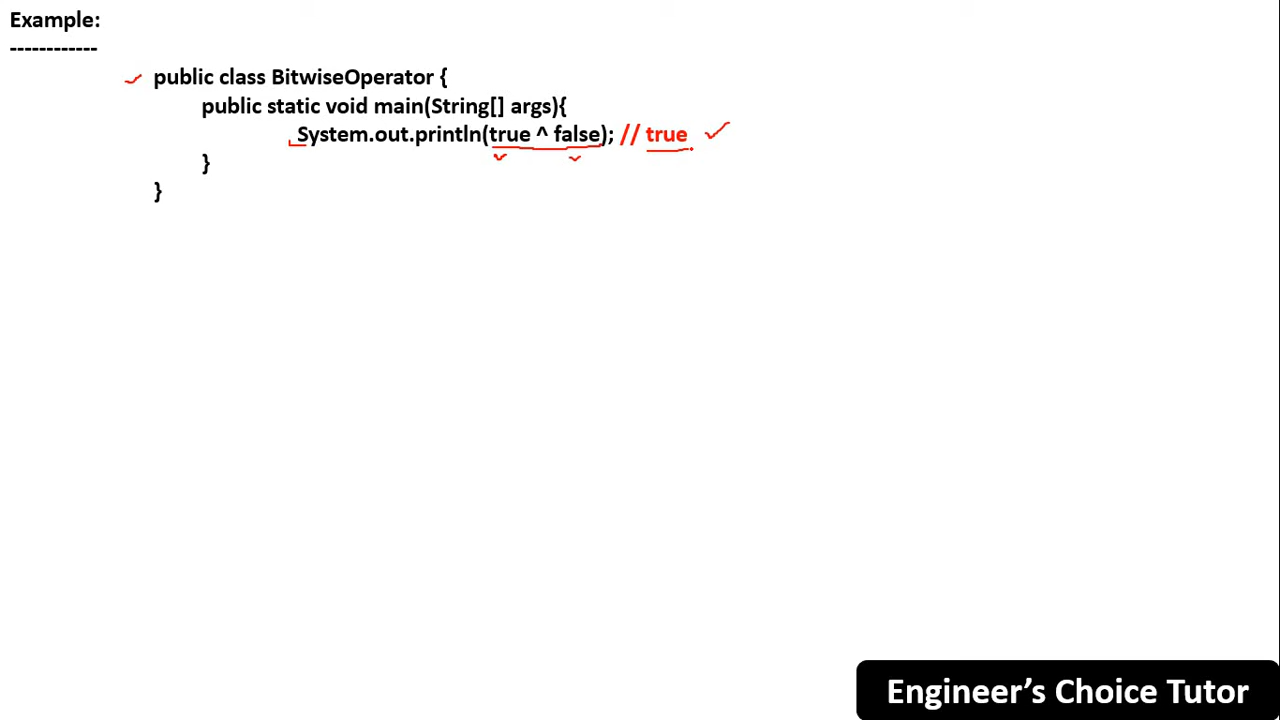 Example:
------------
public class BitwiseOperator {
public static void main(String[] args){
System.out.println(true ^ false); // true
}
}
Engineer’s Choice Tutor